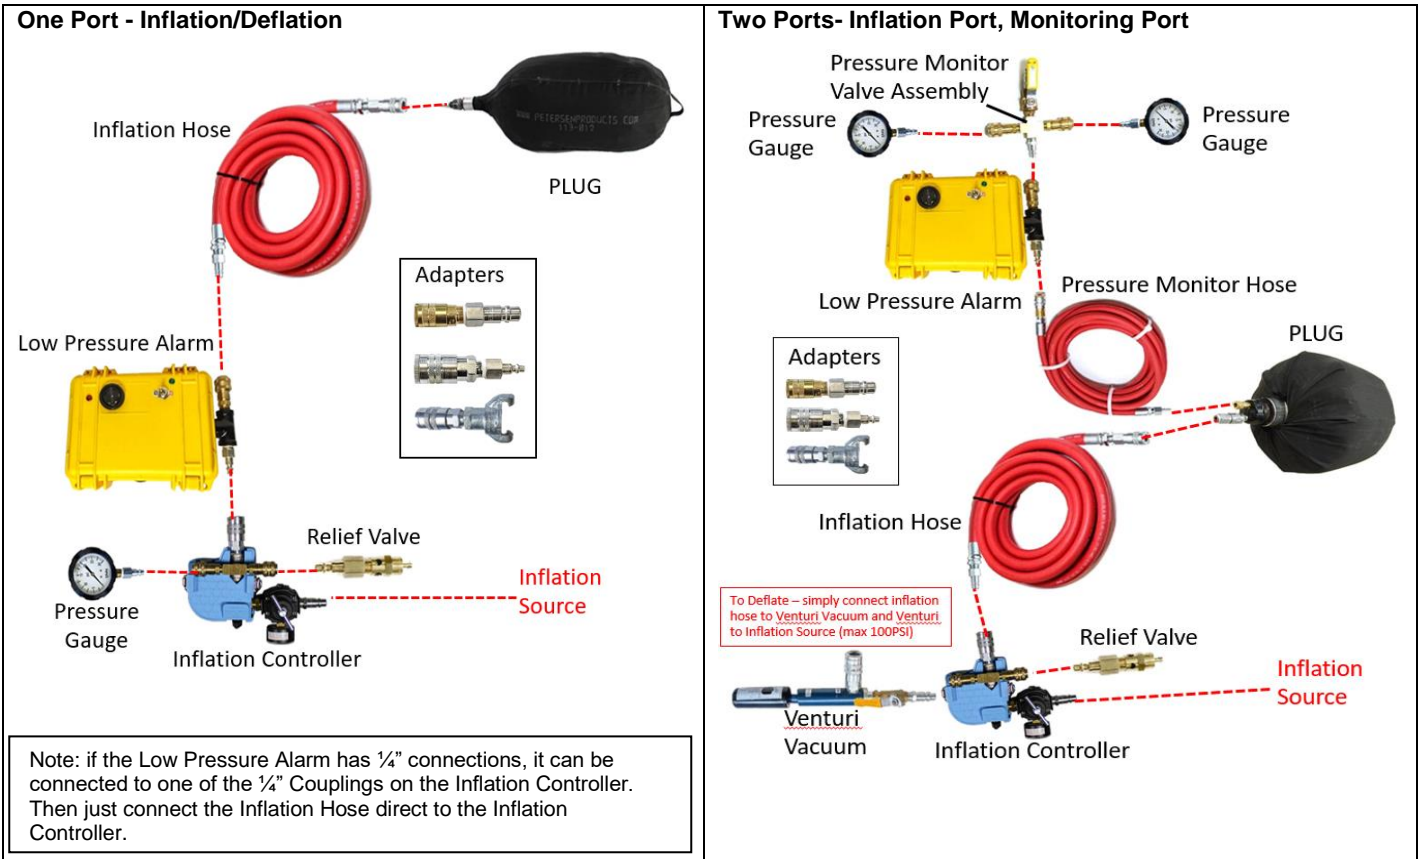 One Port - Inflation/Deflation
Inflation Hose
WWW.PETERSENPRODUCTS.COM
PLUG
Adapters
Low Pressure Alarm
Relief Valve
Inflation
Source
Pressure
Gauge
Inflation Controller
Note: if the Low Pressure Alarm has ¼” connections, it can be
connected to one of the ¼” Couplings on the Inflation Controller.
Then just connect the Inflation Hose direct to the Inflation
Controller.
Two Ports- Inflation Port, Monitoring Port
Pressure Monitor
Valve Assembly
Pressure
Gauge
Pressure
Gauge
Low Pressure Alarm
Pressure Monitor Hose
PLUG
Adapters
Inflation Hose
To Deflate – simply connect inflation
hose to Venturi Vacuum and Venturi
to Inflation Source (max 100PSI)
Relief Valve
Inflation
Source
Venturi
Vacuum
Inflation Controller